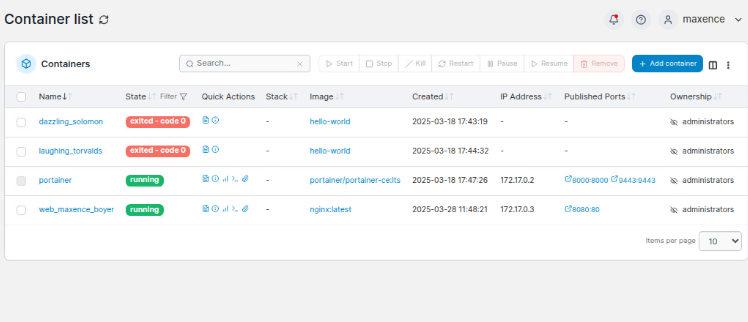 Container list
maxence
Containers
Search...
Start Stop Kill Restart Pause Resume Remove + Add container
Name State Filter Quick Actions Stack Image Created IP Address Published Ports Ownership
dazzling_solomon exited - code 0 - hello-world 2025-03-18 17:43:19 - - administrators
laughing_torvalds exited - code 0 - hello-world 2025-03-18 17:44:32 - - administrators
portainer running - portainer/portainer-ce:lts 2025-03-18 17:47:26 172.17.0.2 8000:8000 9443:9443 administrators
web_maxence_boyer running - nginx:latest 2025-03-28 11:48:21 172.17.0.3 8080:80 administrators
Items per page 10